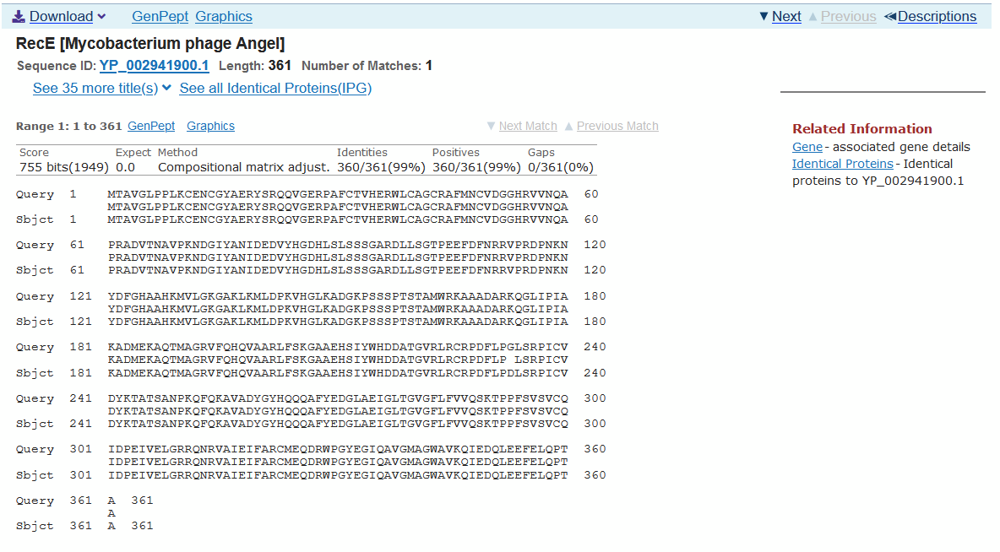 Download GenPept Graphics Next Previous Descriptions
RecE [Mycobacterium phage Angel]
Sequence ID: YP_002941900.1 Length: 361 Number of Matches: 1
See 35 more title(s) See all Identical Proteins(IPG)
Range 1: 1 to 361 GenPept Graphics Next Match Previous Match
Score Expect Method Identities Positives Gaps
755 bits(1949) 0.0 Compositional matrix adjust. 360/361(99%) 360/361(99%) 0/361(0%)
Query 1 MTAVGLPPLKCENCGYAERYSRQQVGERPAFCTVHERWLCAGCRAFMNCVDGGHRVVNQA 60
MTAVGLPPLKCENCGYAERYSRQQVGERPAFCTVHERWLCAGCRAFMNCVDGGHRVVNQA
Sbjct 1 MTAVGLPPLKCENCGYAERYSRQQVGERPAFCTVHERWLCAGCRAFMNCVDGGHRVVNQA 60
Query 61 PRADVTNAVPKNDGIYANIDEDVYHGDHLSLSSSGARDLLSGTPEEFDFNRRVPRDPNKN 120
PRADVTNAVPKNDGIYANIDEDVYHGDHLSLSSSGARDLLSGTPEEFDFNRRVPRDPNKN
Sbjct 61 PRADVTNAVPKNDGIYANIDEDVYHGDHLSLSSSGARDLLSGTPEEFDFNRRVPRDPNKN 120
Query 121 YDFGHAAHKMVLGKGAKLKMLDPKVHGLKADGKPSSSPTSTAMWRKAAADARKQGLIPIA 180
YDFGHAAHKMVLGKGAKLKMLDPKVHGLKADGKPSSSPTSTAMWRKAAADARKQGLIPIA
Sbjct 121 YDFGHAAHKMVLGKGAKLKMLDPKVHGLKADGKPSSSPTSTAMWRKAAADARKQGLIPIA 180
Query 181 KADMEKAQTMAGRVFQHQVAARLFSKGAAEHSIYWHDDATGVRLRCRPDFLPGLSRPICV 240
KADMEKAQTMAGRVFQHQVAARLFSKGAAEHSIYWHDDATGVRLRCRPDFLP LSRPICV
Sbjct 181 KADMEKAQTMAGRVFQHQVAARLFSKGAAEHSIYWHDDATGVRLRCRPDFLPDLSRPICV 240
Query 241 DYKTATSANPKQFQKAVADYGYHQQQAFYEDGLAEIGLTGVGFLFVVQSKTPPFSVSVCQ 300
DYKTATSANPKQFQKAVADYGYHQQQAFYEDGLAEIGLTGVGFLFVVQSKTPPFSVSVCQ
Sbjct 241 DYKTATSANPKQFQKAVADYGYHQQQAFYEDGLAEIGLTGVGFLFVVQSKTPPFSVSVCQ 300
Query 301 IDPEIVELGRRQNRVAIEIFARCMEQDRWPGYEGIQAVGMAGWAVKQIEDQLEEFELQPT 360
IDPEIVELGRRQNRVAIEIFARCMEQDRWPGYEGIQAVGMAGWAVKQIEDQLEEFELQPT
Sbjct 301 IDPEIVELGRRQNRVAIEIFARCMEQDRWPGYEGIQAVGMAGWAVKQIEDQLEEFELQPT 360
Query 361 A 361
A
Sbjct 361 A 361
Related Information
Gene - associated gene details
Identical Proteins - Identical
proteins to YP_002941900.1